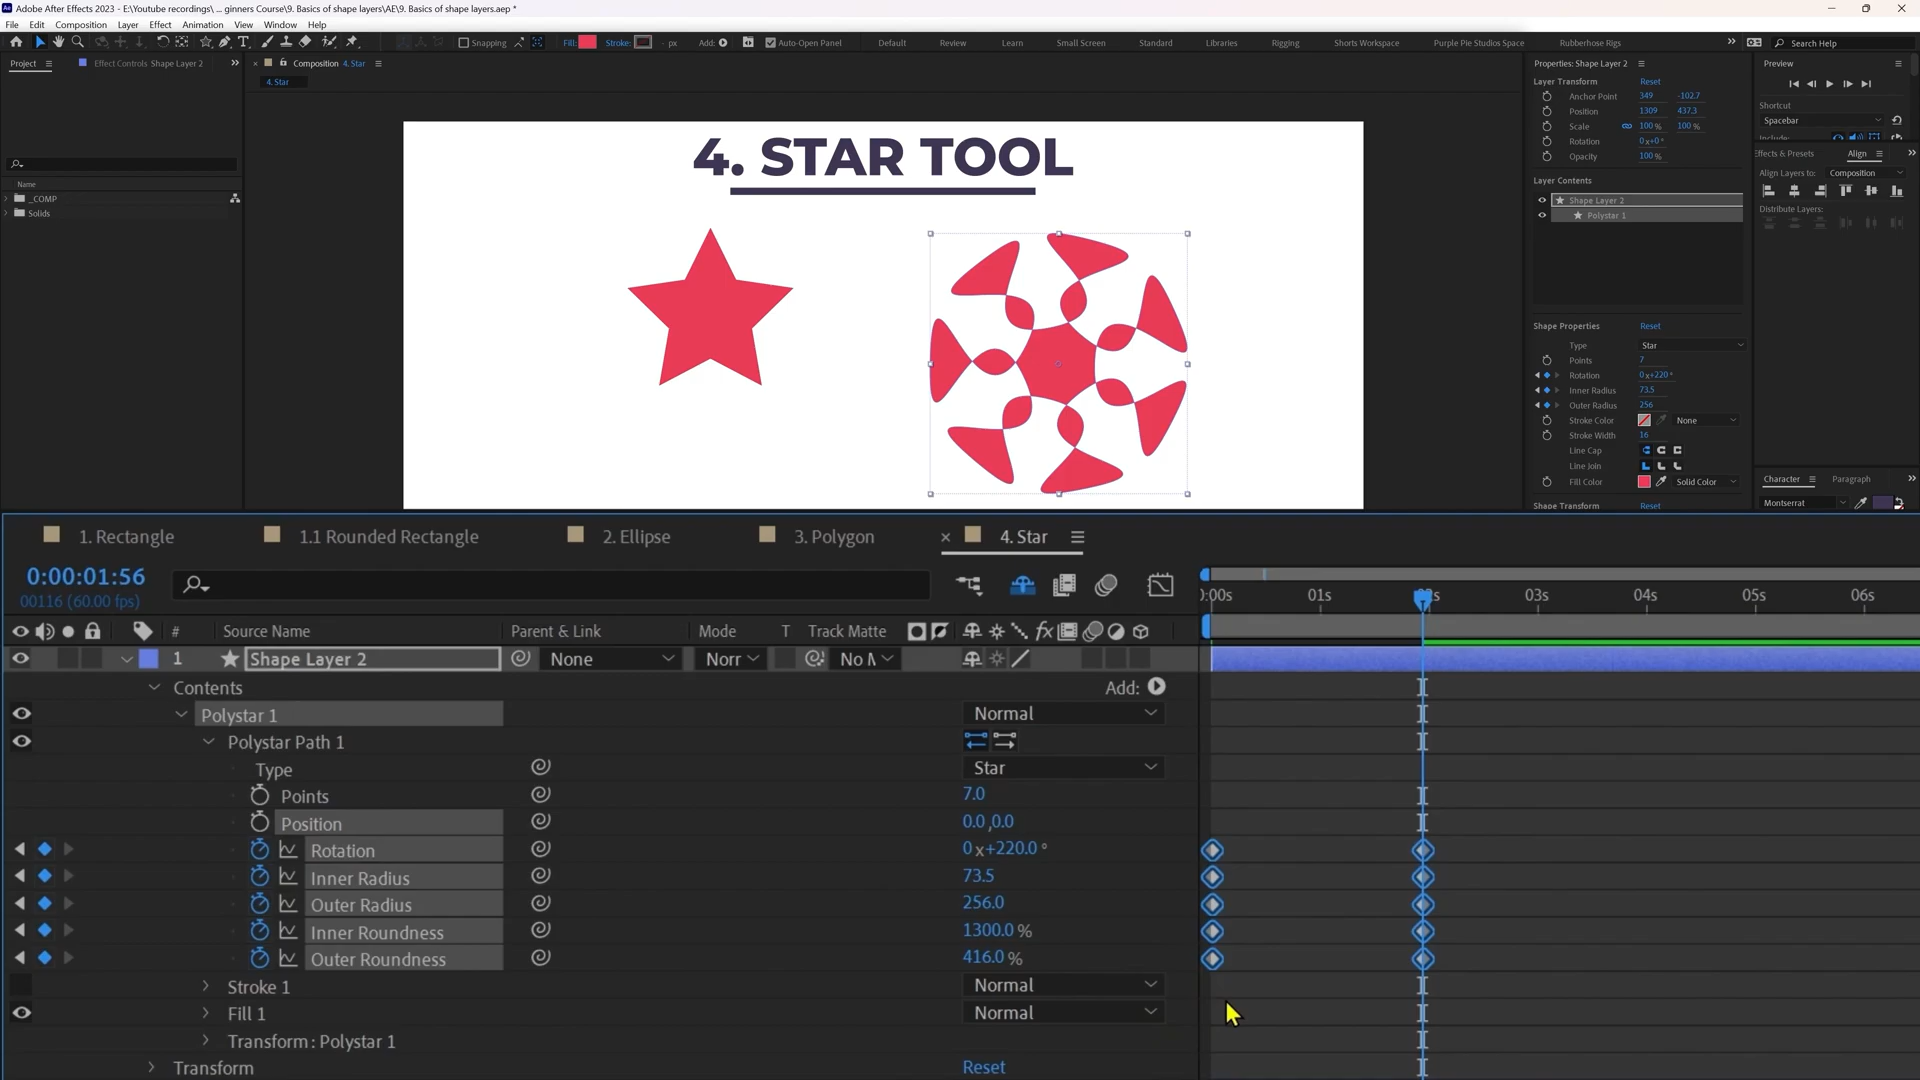 Adobe After Effects 2023 - E:\Youtube recordings\ ... ginners Course\9. Basics of shape layers\AE\9. Basics of shape layers.aep *
File Edit Composition Layer Effect Animation View Window Help
Snapping Fill: Stroke: - px Add: Auto-Open Panel Default Review Learn Small Screen Standard Libraries Rigging Shorts Workspace Purple Pie Studios Space Rubberhose Rigs Search Help
Project Effect Controls Shape Layer 2 Composition 4. Star
4. Star
Name
_COMP
Solids
4. STAR TOOL
Properties: Shape Layer 2
Layer Transform Reset
Anchor Point 349 -102.7
Position 1309 437.3
Scale 100 % 100 %
Rotation 0x+0°
Opacity 100 %
Layer Contents
Shape Layer 2
Polystar 1
Shape Properties Reset
Type Star
Points 7
Rotation 0x+220°
Inner Radius 73.5
Outer Radius 256
Stroke Color None
Stroke Width 16
Line Cap
Line Join
Fill Color Solid Color
Shape Transform Reset
Preview
Shortcut
Spacebar
Include:
Effects & Presets Align
Align Layers to: Composition
Distribute Layers:
Character Paragraph
Montserrat
1. Rectangle 1.1 Rounded Rectangle 2. Ellipse 3. Polygon × 4. Star
0:00:01:56
00116 (60.00 fps)
:00s 01s 03s 04s 05s 06s
# Source Name Parent & Link Mode T Track Matte fx
1 Shape Layer 2 None Norr No
Contents Add:
Polystar 1 Normal
Polystar Path 1
Type Star
Points 7.0
Position 0.0,0.0
Rotation 0x+220.0°
Inner Radius 73.5
Outer Radius 256.0
Inner Roundness 1300.0 %
Outer Roundness 416.0 %
Stroke 1 Normal
Fill 1 Normal
Transform: Polystar 1
Transform Reset